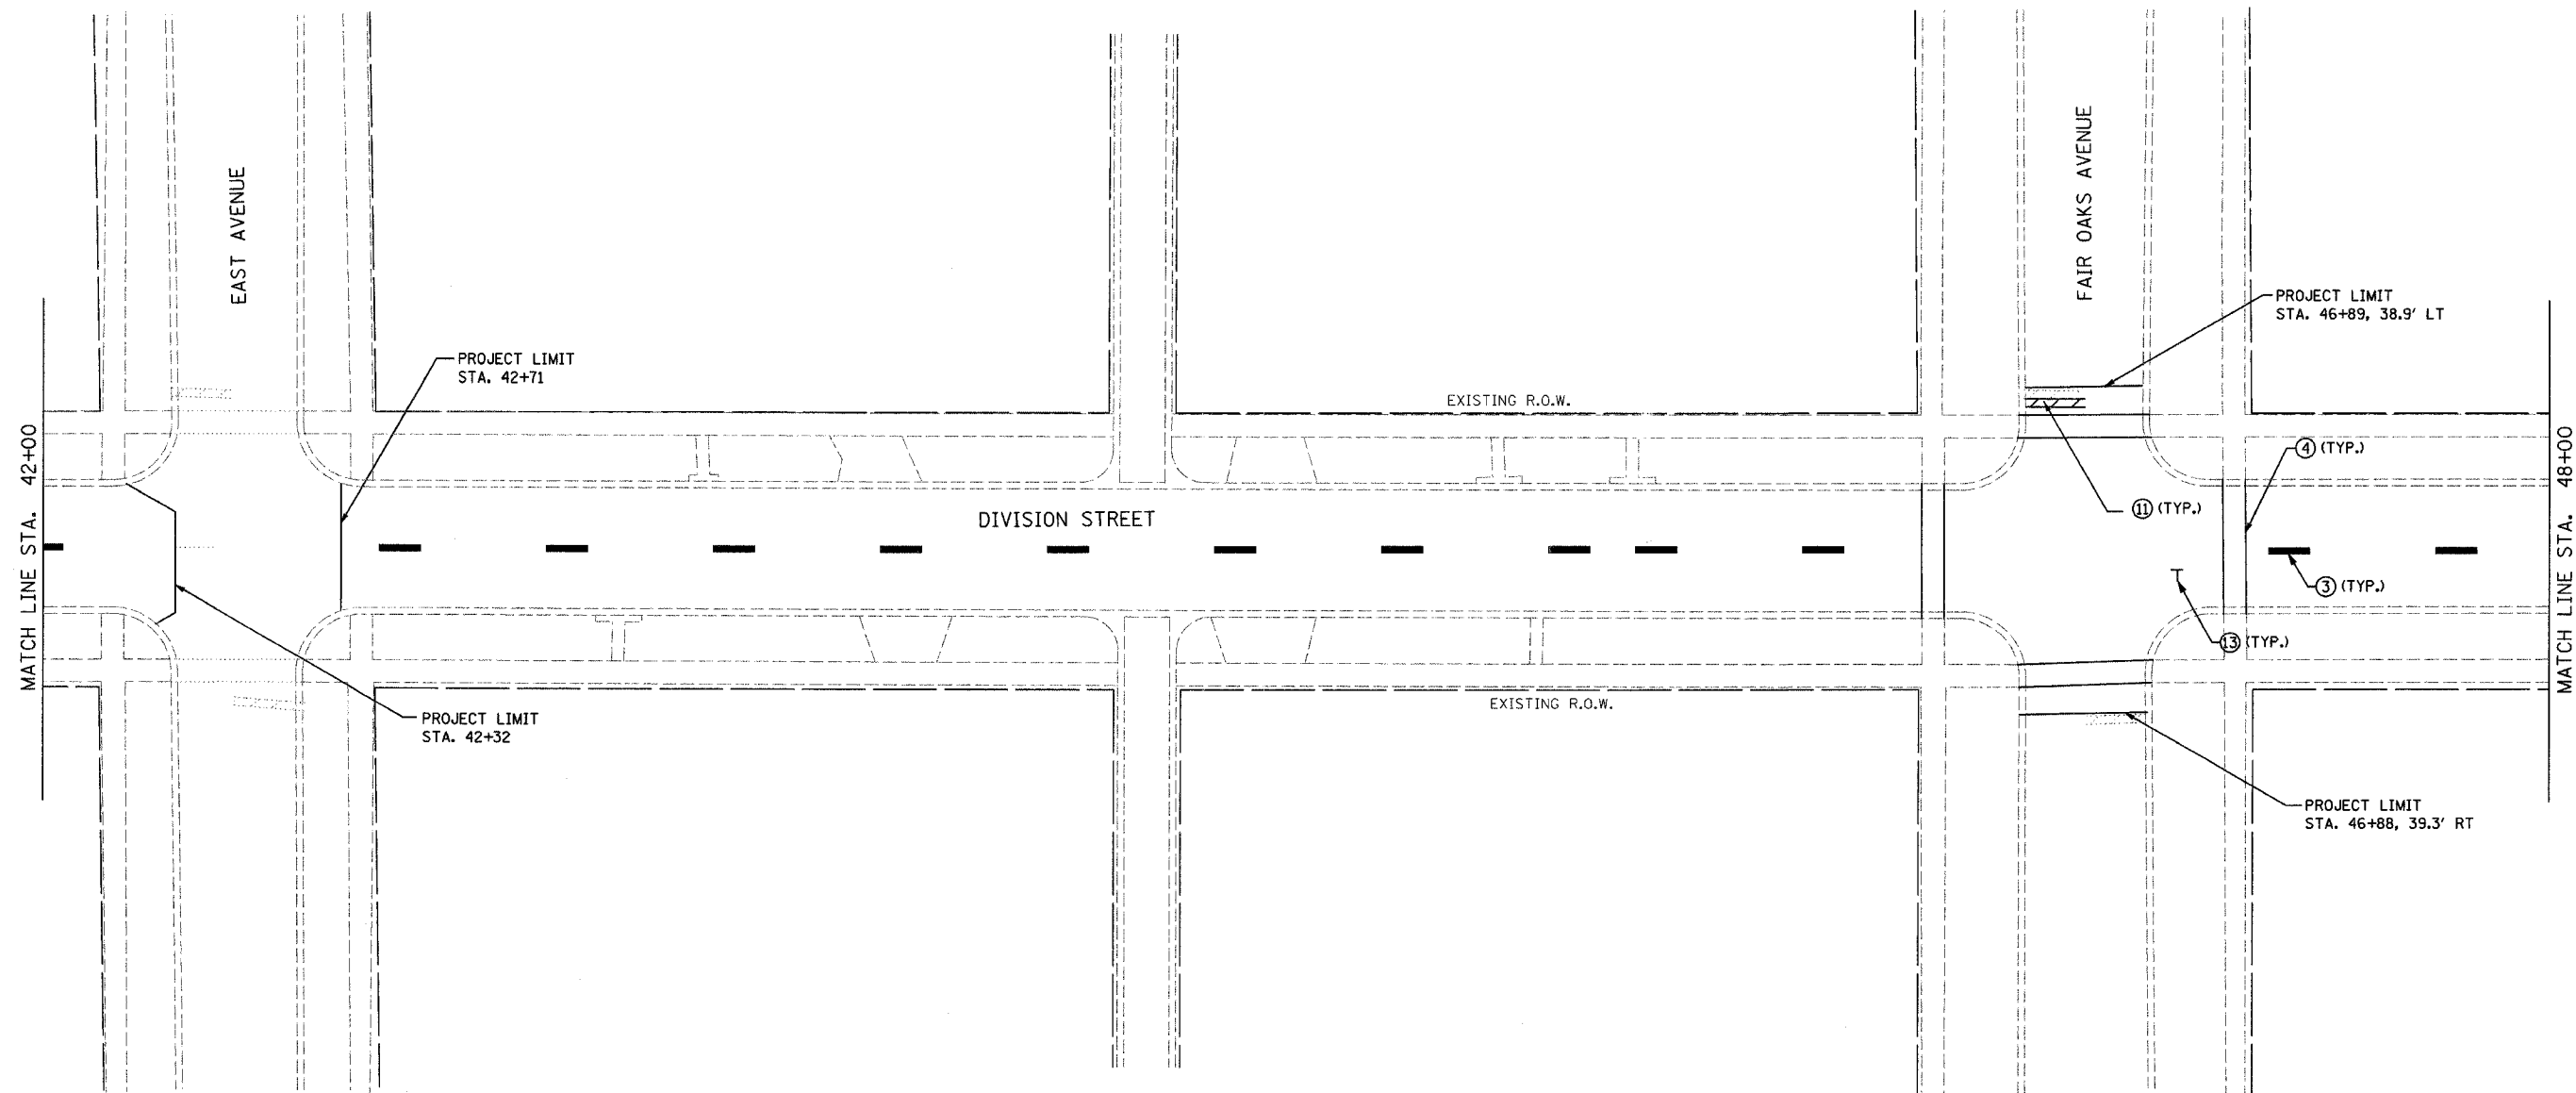 EAST AVENUE
FAIR OAKS AVENUE
PROJECT LIMIT
STA. 46+89, 38.9' LT
PROJECT LIMIT
STA. 42+71
EXISTING R.O.W.
MATCH LINE STA. 42+00
MATCH LINE STA. 48+00
4 (TYP.)
11 (TYP.)
DIVISION STREET
3 (TYP.)
13 (TYP.)
EXISTING R.O.W.
PROJECT LIMIT
STA. 42+32
PROJECT LIMIT
STA. 46+88, 39.3' RT